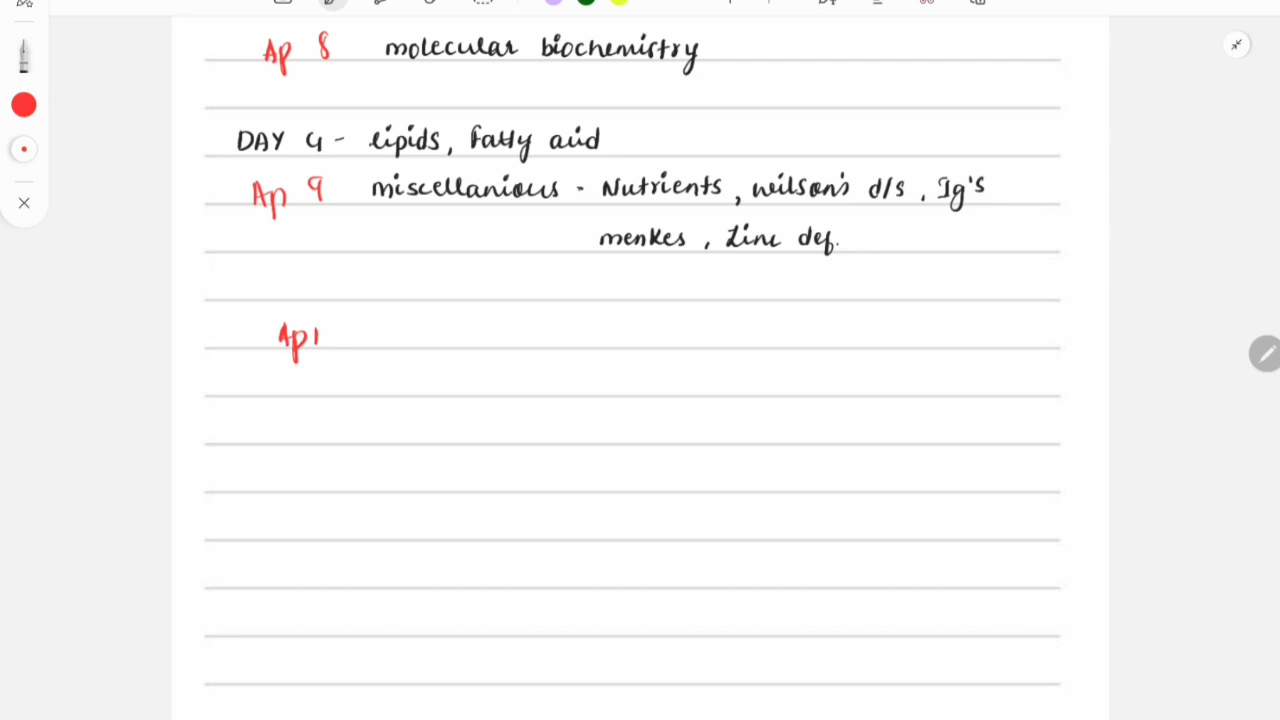 Ap 8 molecular biochemistry
DAY 4 - lipids, Fatty acid
Ap 9 miscellanious - Nutrients, wilson's d/s, Ig's
menkes, Zinc def.
Ap1